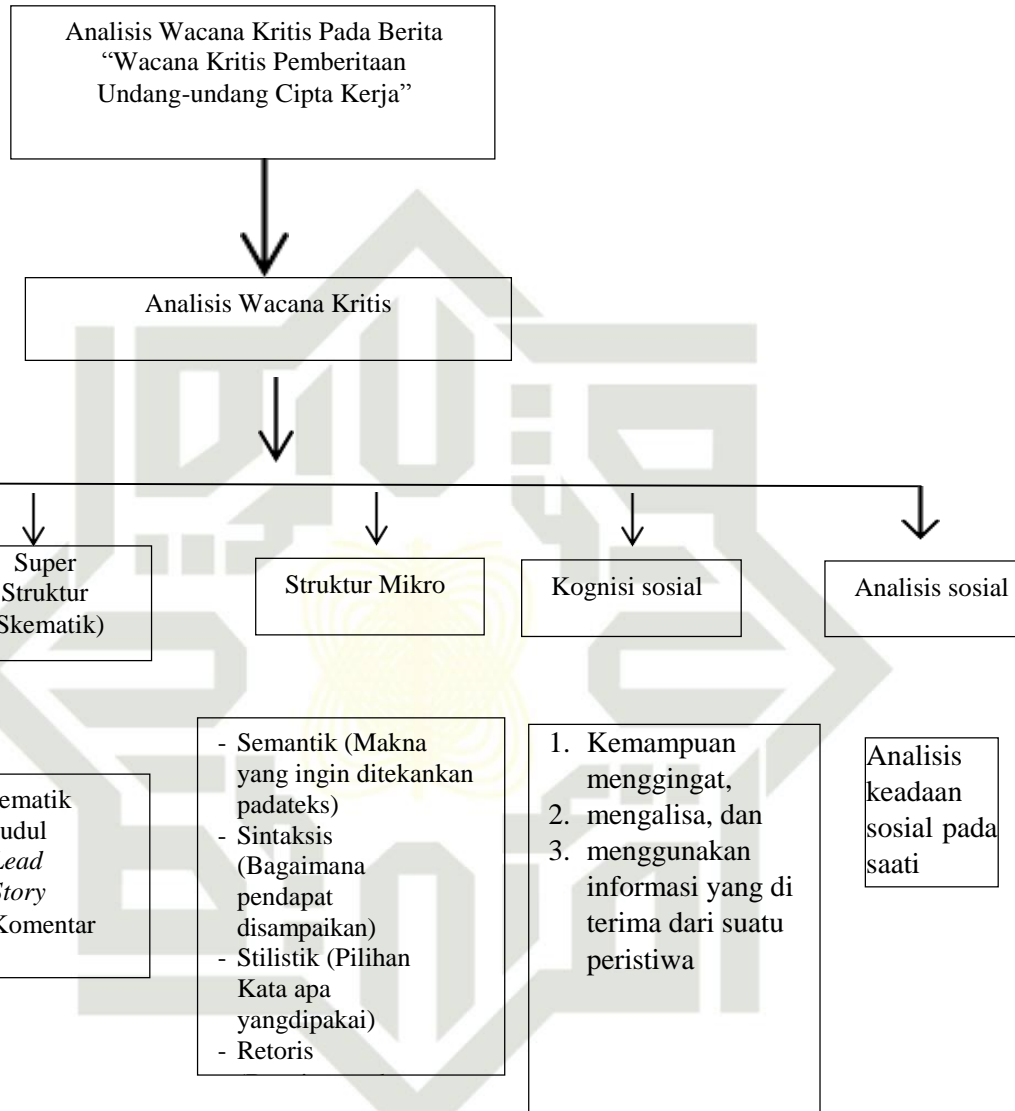 Analisis Wacana Kritis Pada Berita
“Wacana Kritis Pemberitaan
Undang-undang Cipta Kerja”
Analisis Wacana Kritis
Super
Struktur
Skematik)
Struktur Mikro
Kognisi sosial
Analisis sosial
ematik
udul
Lead
Story
Komentar
- Semantik (Makna
yang ingin ditekankan
padateks)
- Sintaksis
(Bagaimana
pendapat
disampaikan)
- Stilistik (Pilihan
Kata apa
yangdipakai)
- Retoris
1. Kemampuan
menggingat,
2. mengalisa, dan
3. menggunakan
informasi yang di
terima dari suatu
peristiwa
Analisis
keadaan
sosial pada
saati